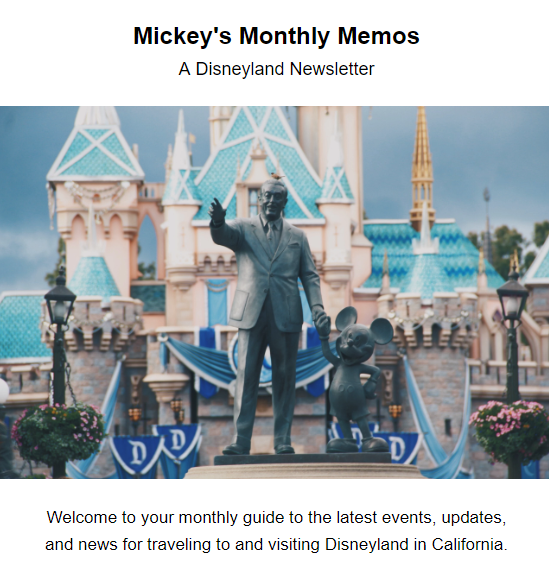 Mickey's Monthly Memos
A Disneyland Newsletter
D
D
D
Welcome to your monthly guide to the latest events, updates,
and news for traveling to and visiting Disneyland in California.